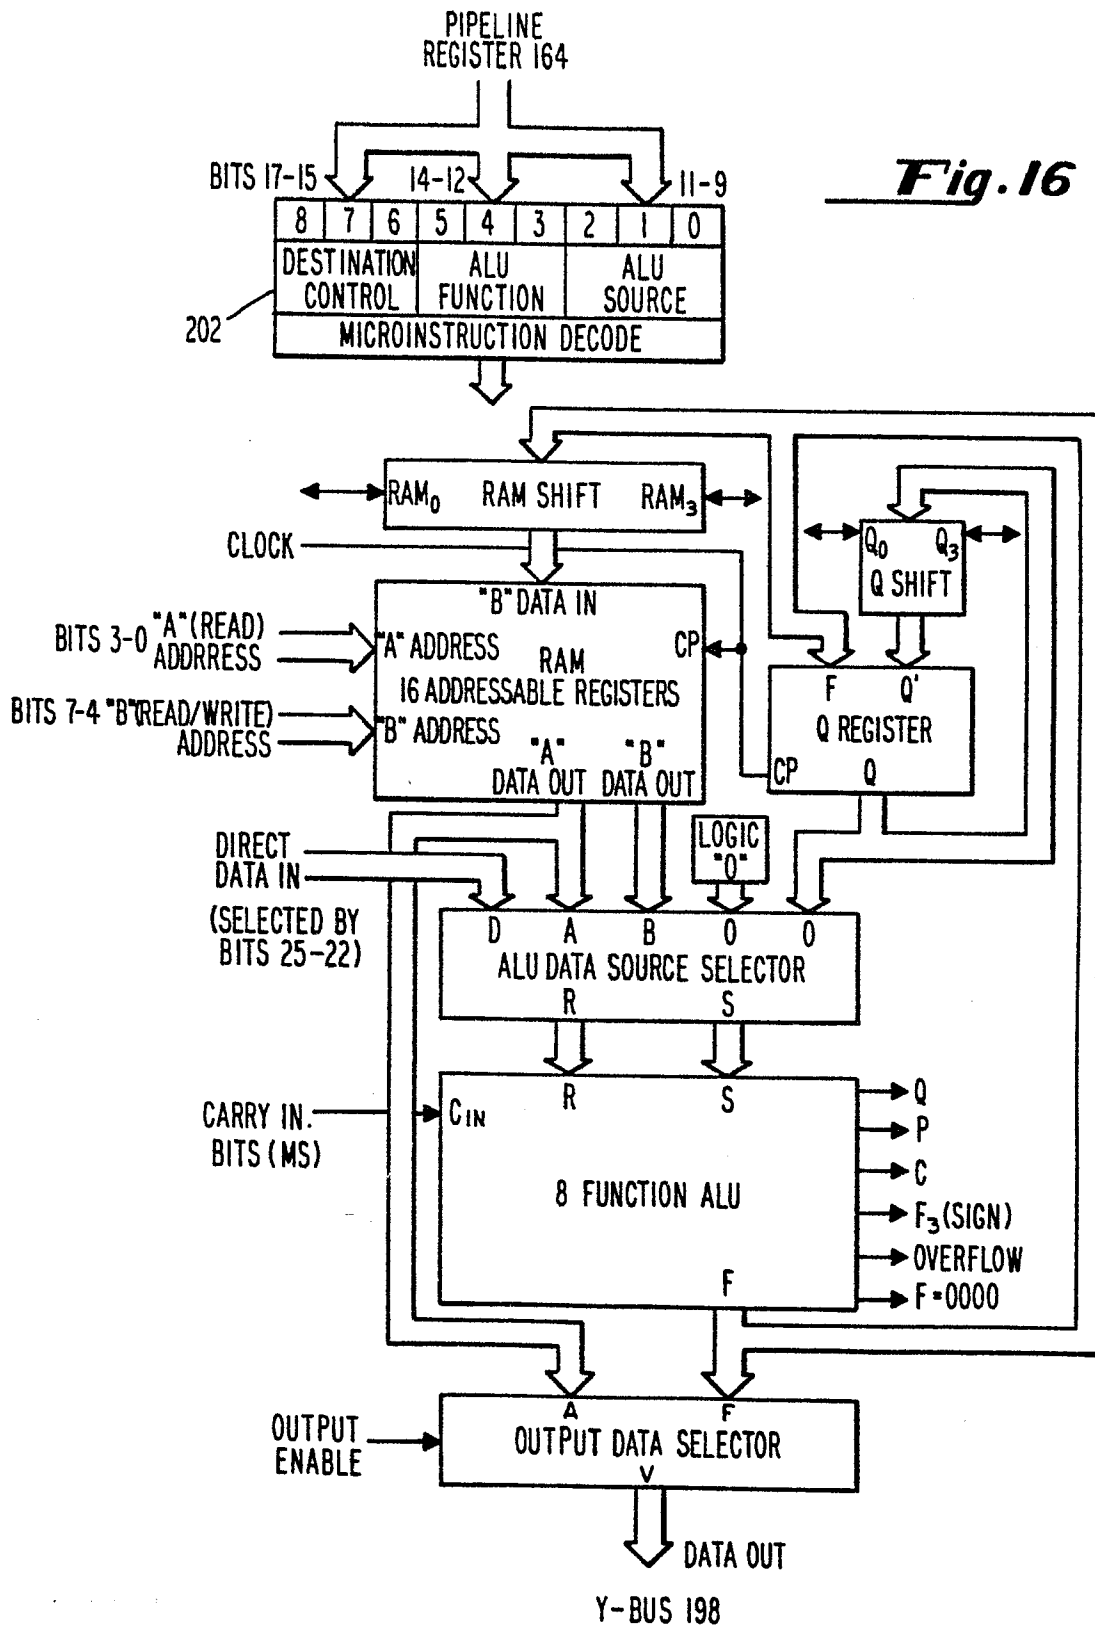 PIPELINE
REGISTER 164
Fig. 16
BITS 17-15
14-12
11-9
8 7 6 5 4 3 2 1 0
DESTINATION
CONTROL
ALU
FUNCTION
ALU
SOURCE
202
MICROINSTRUCTION DECODE
RAM0 RAM SHIFT RAM3
CLOCK
Q0 Q3
Q SHIFT
"B" DATA IN
BITS 3-0 "A" (READ)
ADDRRESS
"A" ADDRESS
CP
RAM
16 ADDRESSABLE REGISTERS
BITS 7-4 "B"(READ/WRITE)
ADDRESS
"B" ADDRESS
"A"
DATA OUT
"B"
DATA OUT
F Q'
Q REGISTER
CP Q
LOGIC
"0"
DIRECT
DATA IN
(SELECTED BY
BITS 25-22)
D A B 0 0
ALU DATA SOURCE SELECTOR
R S
CARRY IN.
BITS (MS)
CIN
R S
8 FUNCTION ALU
F
Q
P
C
F3(SIGN)
OVERFLOW
F=0000
OUTPUT
ENABLE
A F
OUTPUT DATA SELECTOR
V
DATA OUT
Y-BUS 198